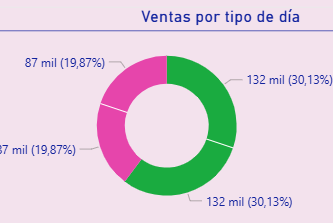 Ventas por tipo de día
87 mil (19,87%)
132 mil (30,13%)
37 mil (19,87%)
132 mil (30,13%)